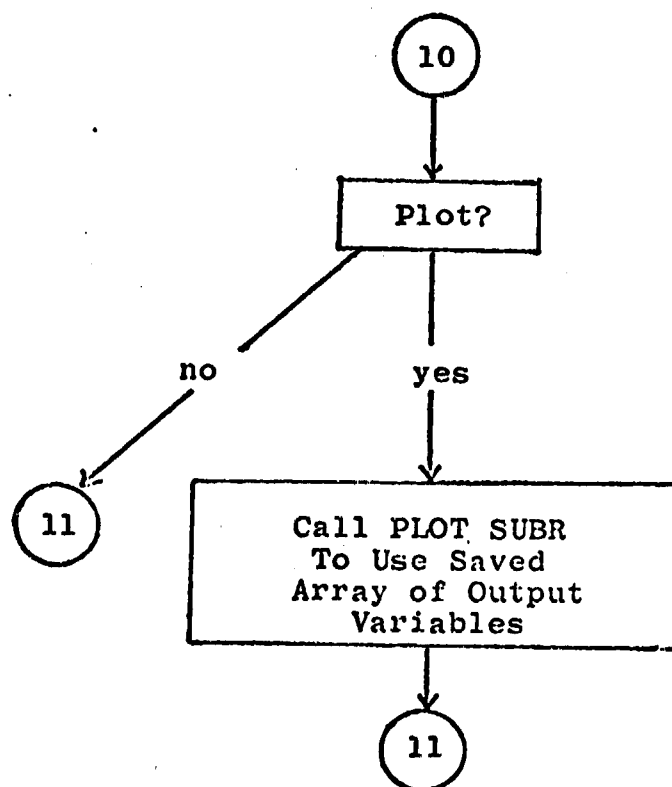 10
Plot?
no
yes
11
Call PLOT SUBR
To Use Saved
Array of Output
Variables
11